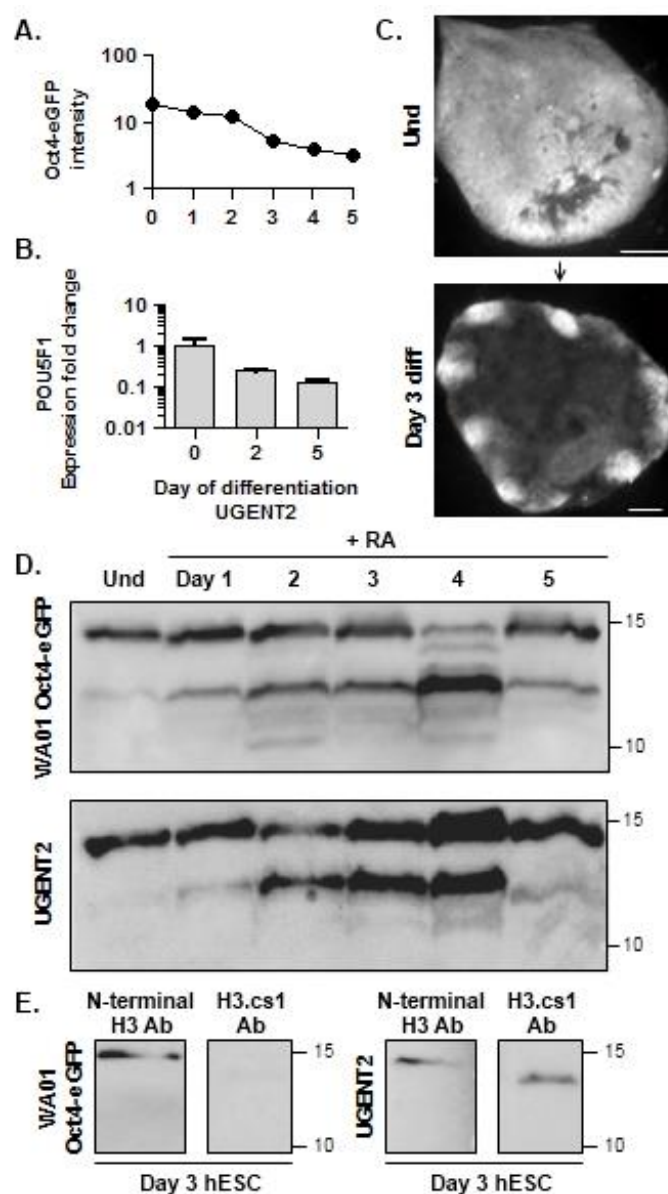 A.
Oct4-eGFP
intensity
100
10
1
0 1 2 3 4 5
B.
POU5F1
Expression fold change
10
1
0.1
0.01
0 2 5
Day of differentiation
UGENT2
C.
Und
Day 3 diff
+ RA
D.
Und Day 1 2 3 4 5
WA01 Oct4-eGFP
15
10
UGENT2
15
10
E.
N-terminal H3.cs1 N-terminal H3.cs1
H3 Ab Ab H3 Ab Ab
WA01
Oct4-eGFP
15
10
UGENT2
15
10
Day 3 hESC Day 3 hESC